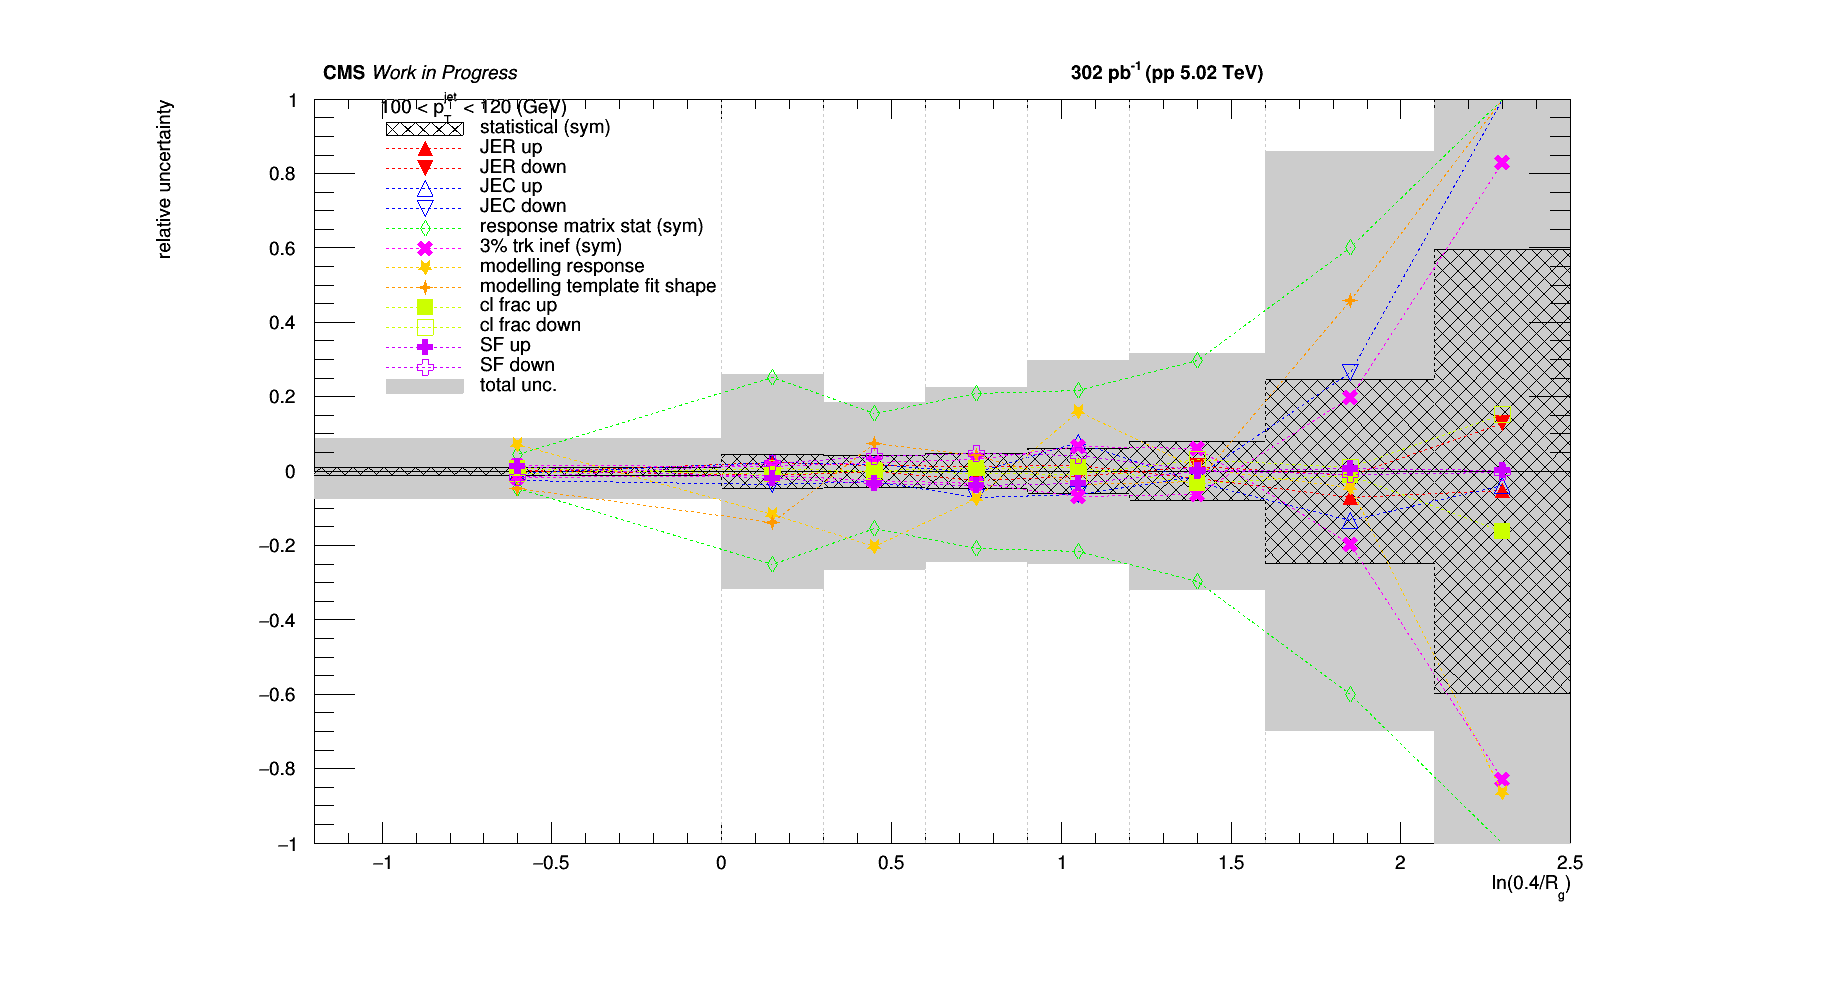 CMS Work in Progress
302 pb-1 (pp 5.02 TeV)
relative uncertainty
100 < p_T^jet < 120 (GeV)
statistical (sym)
JER up
JER down
JEC up
JEC down
response matrix stat (sym)
3% trk inef (sym)
modelling response
modelling template fit shape
cl frac up
cl frac down
SF up
SF down
total unc.
1
0.8
0.6
0.4
0.2
0
−0.2
−0.4
−0.6
−0.8
−1
−1 −0.5 0 0.5 1 1.5 2 2.5
ln(0.4/R_g)